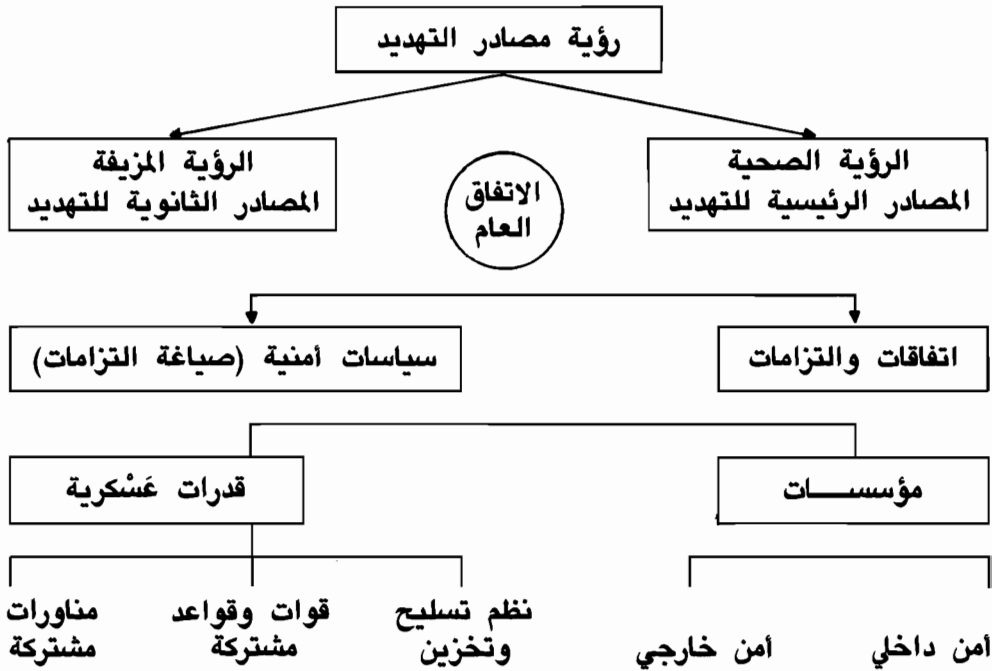 رؤية مصادر التهديد
الرؤية الصحية
المصادر الرئيسية للتهديد
الاتفاق
العام
الرؤية المزيفة
المصادر الثانوية للتهديد
اتفاقات والتزامات
سياسات أمنية (صياغة التزامات)
مؤسســـات
قدرات عَسْكرية
أمن داخلي
أمن خارجي
نظم تسليح
وتخزين
قوات وقواعد
مشتركة
مناورات
مشتركة